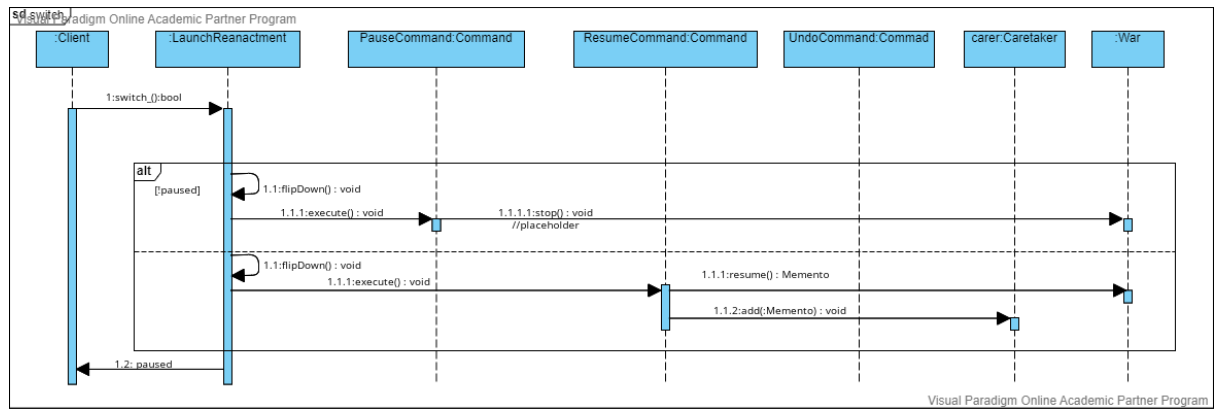 sd switch
Visual Paradigm Online Academic Partner Program
:Client
:LaunchReanactment
PauseCommand:Command
ResumeCommand:Command
UndoCommand:Commad
carer:Caretaker
:War
1:switch_():bool
alt
[!paused]
1.1:flipDown() : void
1.1.1:execute() : void
1.1.1.1:stop() : void
//placeholder
1.1:flipDown() : void
1.1.1:execute() : void
1.1.1:resume() : Memento
1.1.2:add(:Memento) : void
1.2: paused
Visual Paradigm Online Academic Partner Program